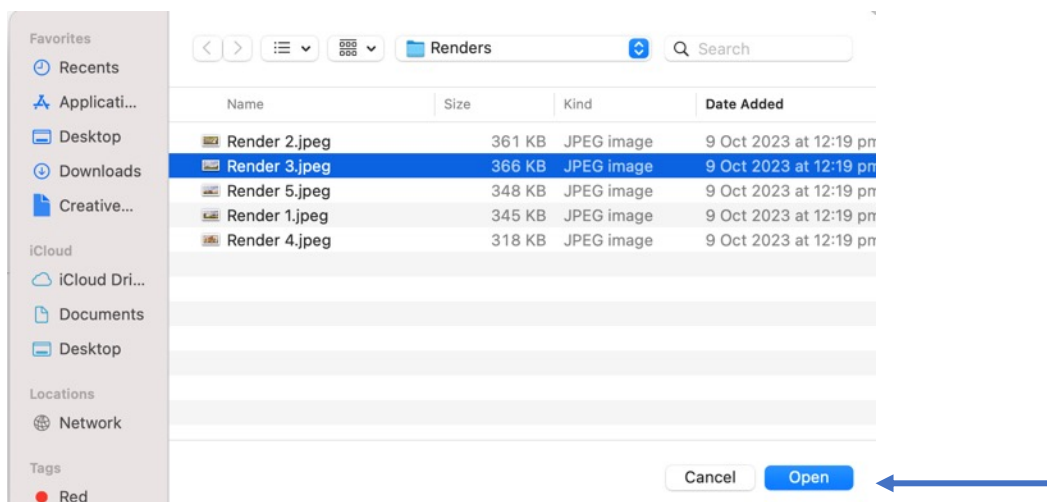 Favorites
Recents
Applicati...
Desktop
Downloads
Creative...
iCloud
iCloud Dri...
Documents
Desktop
Locations
Network
Tags
Red
Renders
Search
Name Size Kind Date Added
Render 2.jpeg 361 KB JPEG image 9 Oct 2023 at 12:19 pm
Render 3.jpeg 366 KB JPEG image 9 Oct 2023 at 12:19 pm
Render 5.jpeg 348 KB JPEG image 9 Oct 2023 at 12:19 pm
Render 1.jpeg 345 KB JPEG image 9 Oct 2023 at 12:19 pm
Render 4.jpeg 318 KB JPEG image 9 Oct 2023 at 12:19 pm
Cancel Open